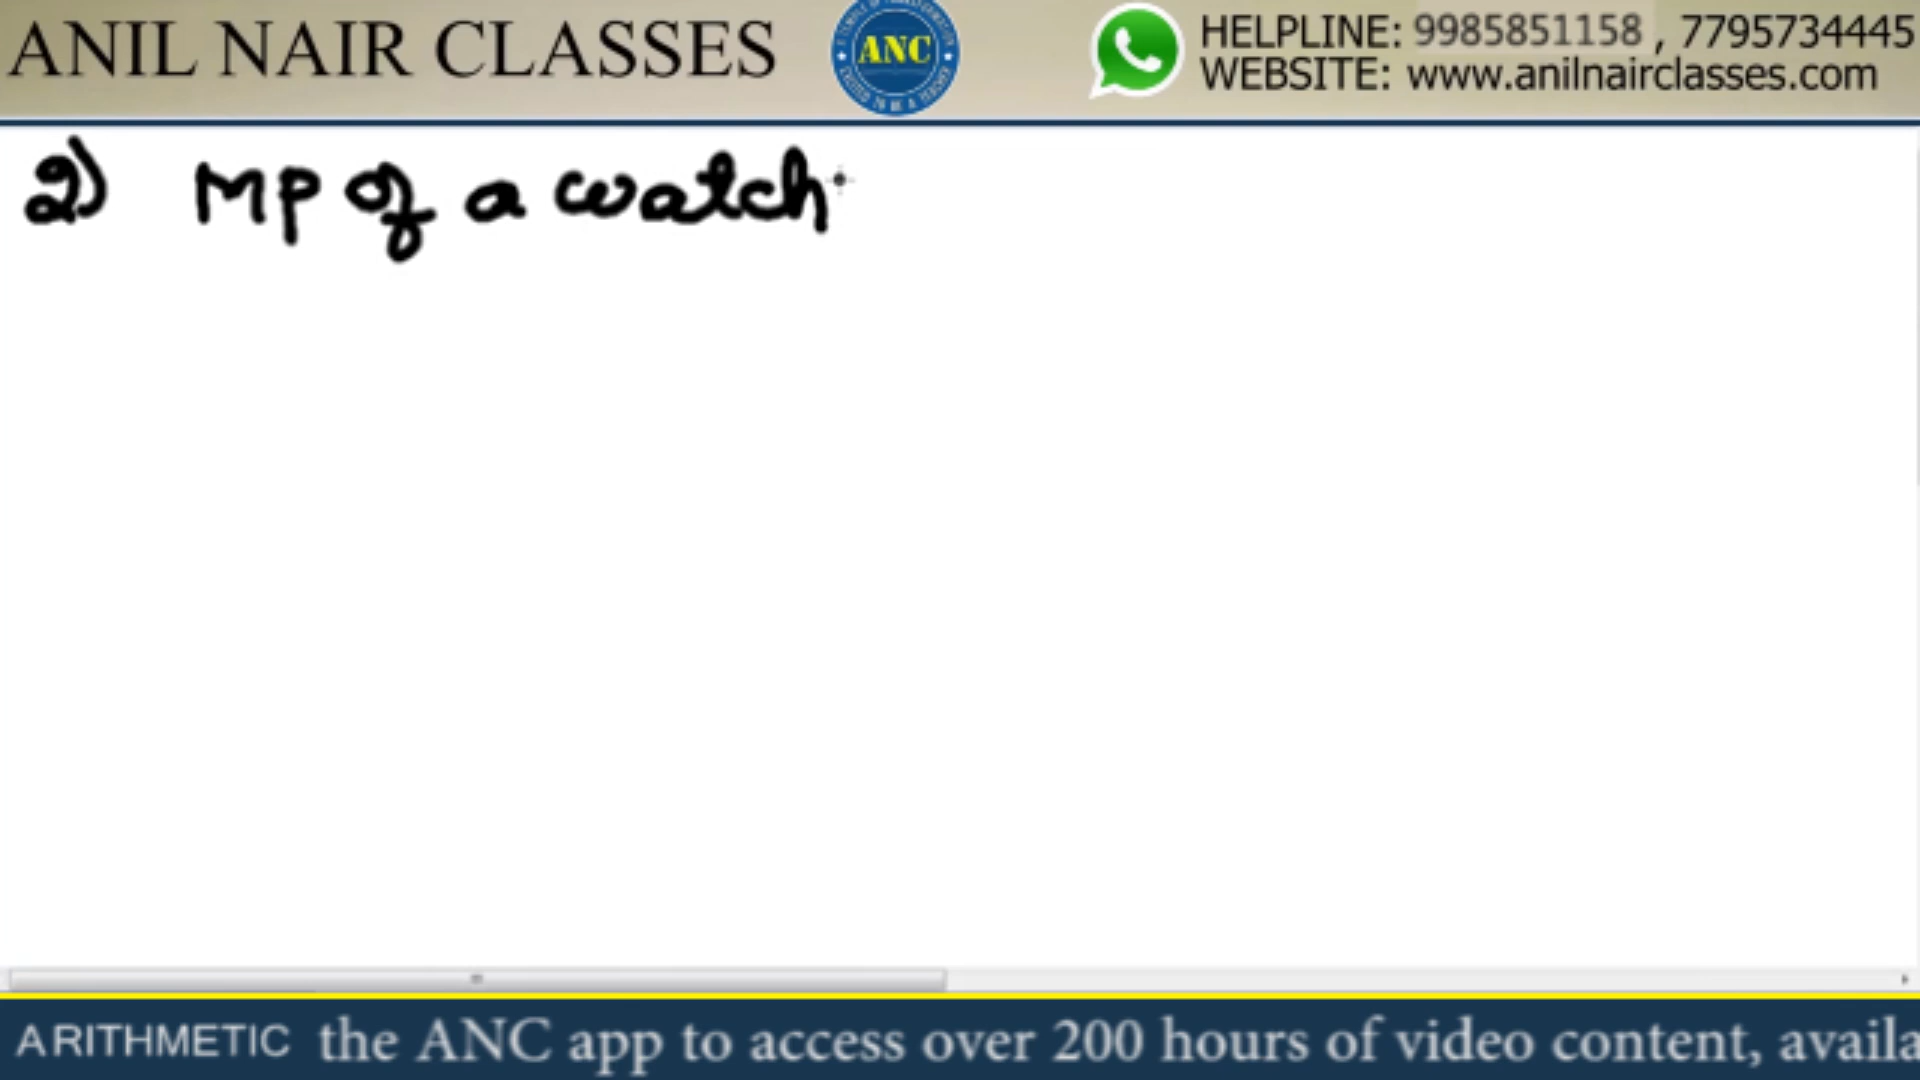 ANIL NAIR CLASSES
ANC
HELPLINE: 9985851158 , 7795734445
WEBSITE: www.anilnairclasses.com
2) MP of a watch
ARITHMETIC the ANC app to access over 200 hours of video content, availa